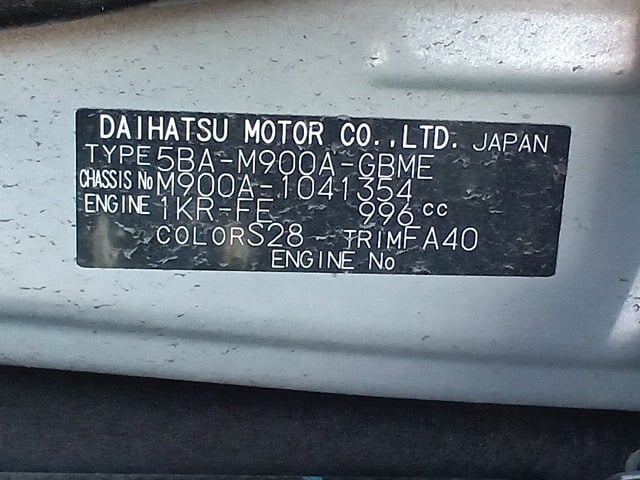 DAIHATSU MOTOR CO.,LTD. JAPAN
TYPE 5BA-M900A-GBME
CHASSIS No M900A-1041354
ENGINE 1KR-FE 996 cc
COLOR S28 TRIM FA40
ENGINE No